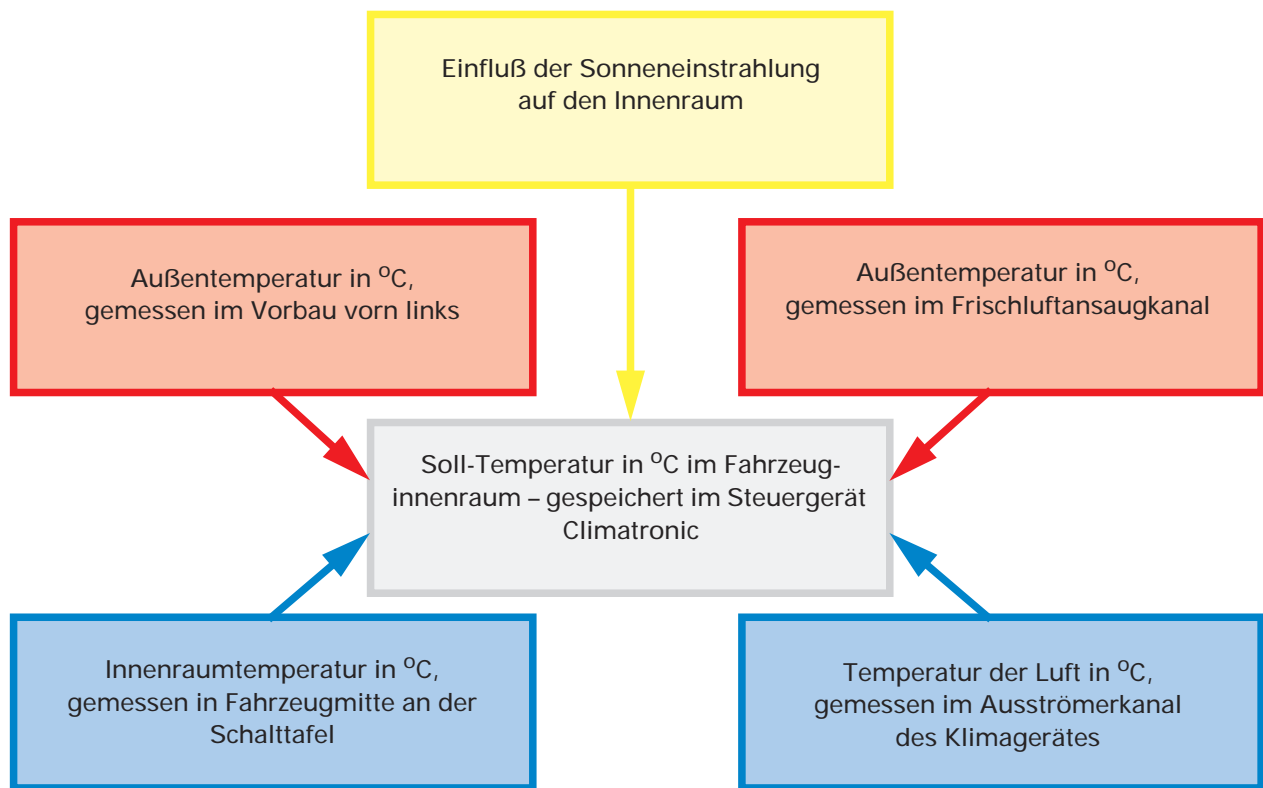 Einfluß der Sonneneinstrahlung
auf den Innenraum
Außentemperatur in °C,
gemessen im Vorbau vorn links
Außentemperatur in °C,
gemessen im Frischluftansaugkanal
Soll-Temperatur in °C im Fahrzeug-
innenraum – gespeichert im Steuergerät
Climatronic
Innenraumtemperatur in °C,
gemessen in Fahrzeugmitte an der
Schalttafel
Temperatur der Luft in °C,
gemessen im Ausströmerkanal
des Klimagerätes